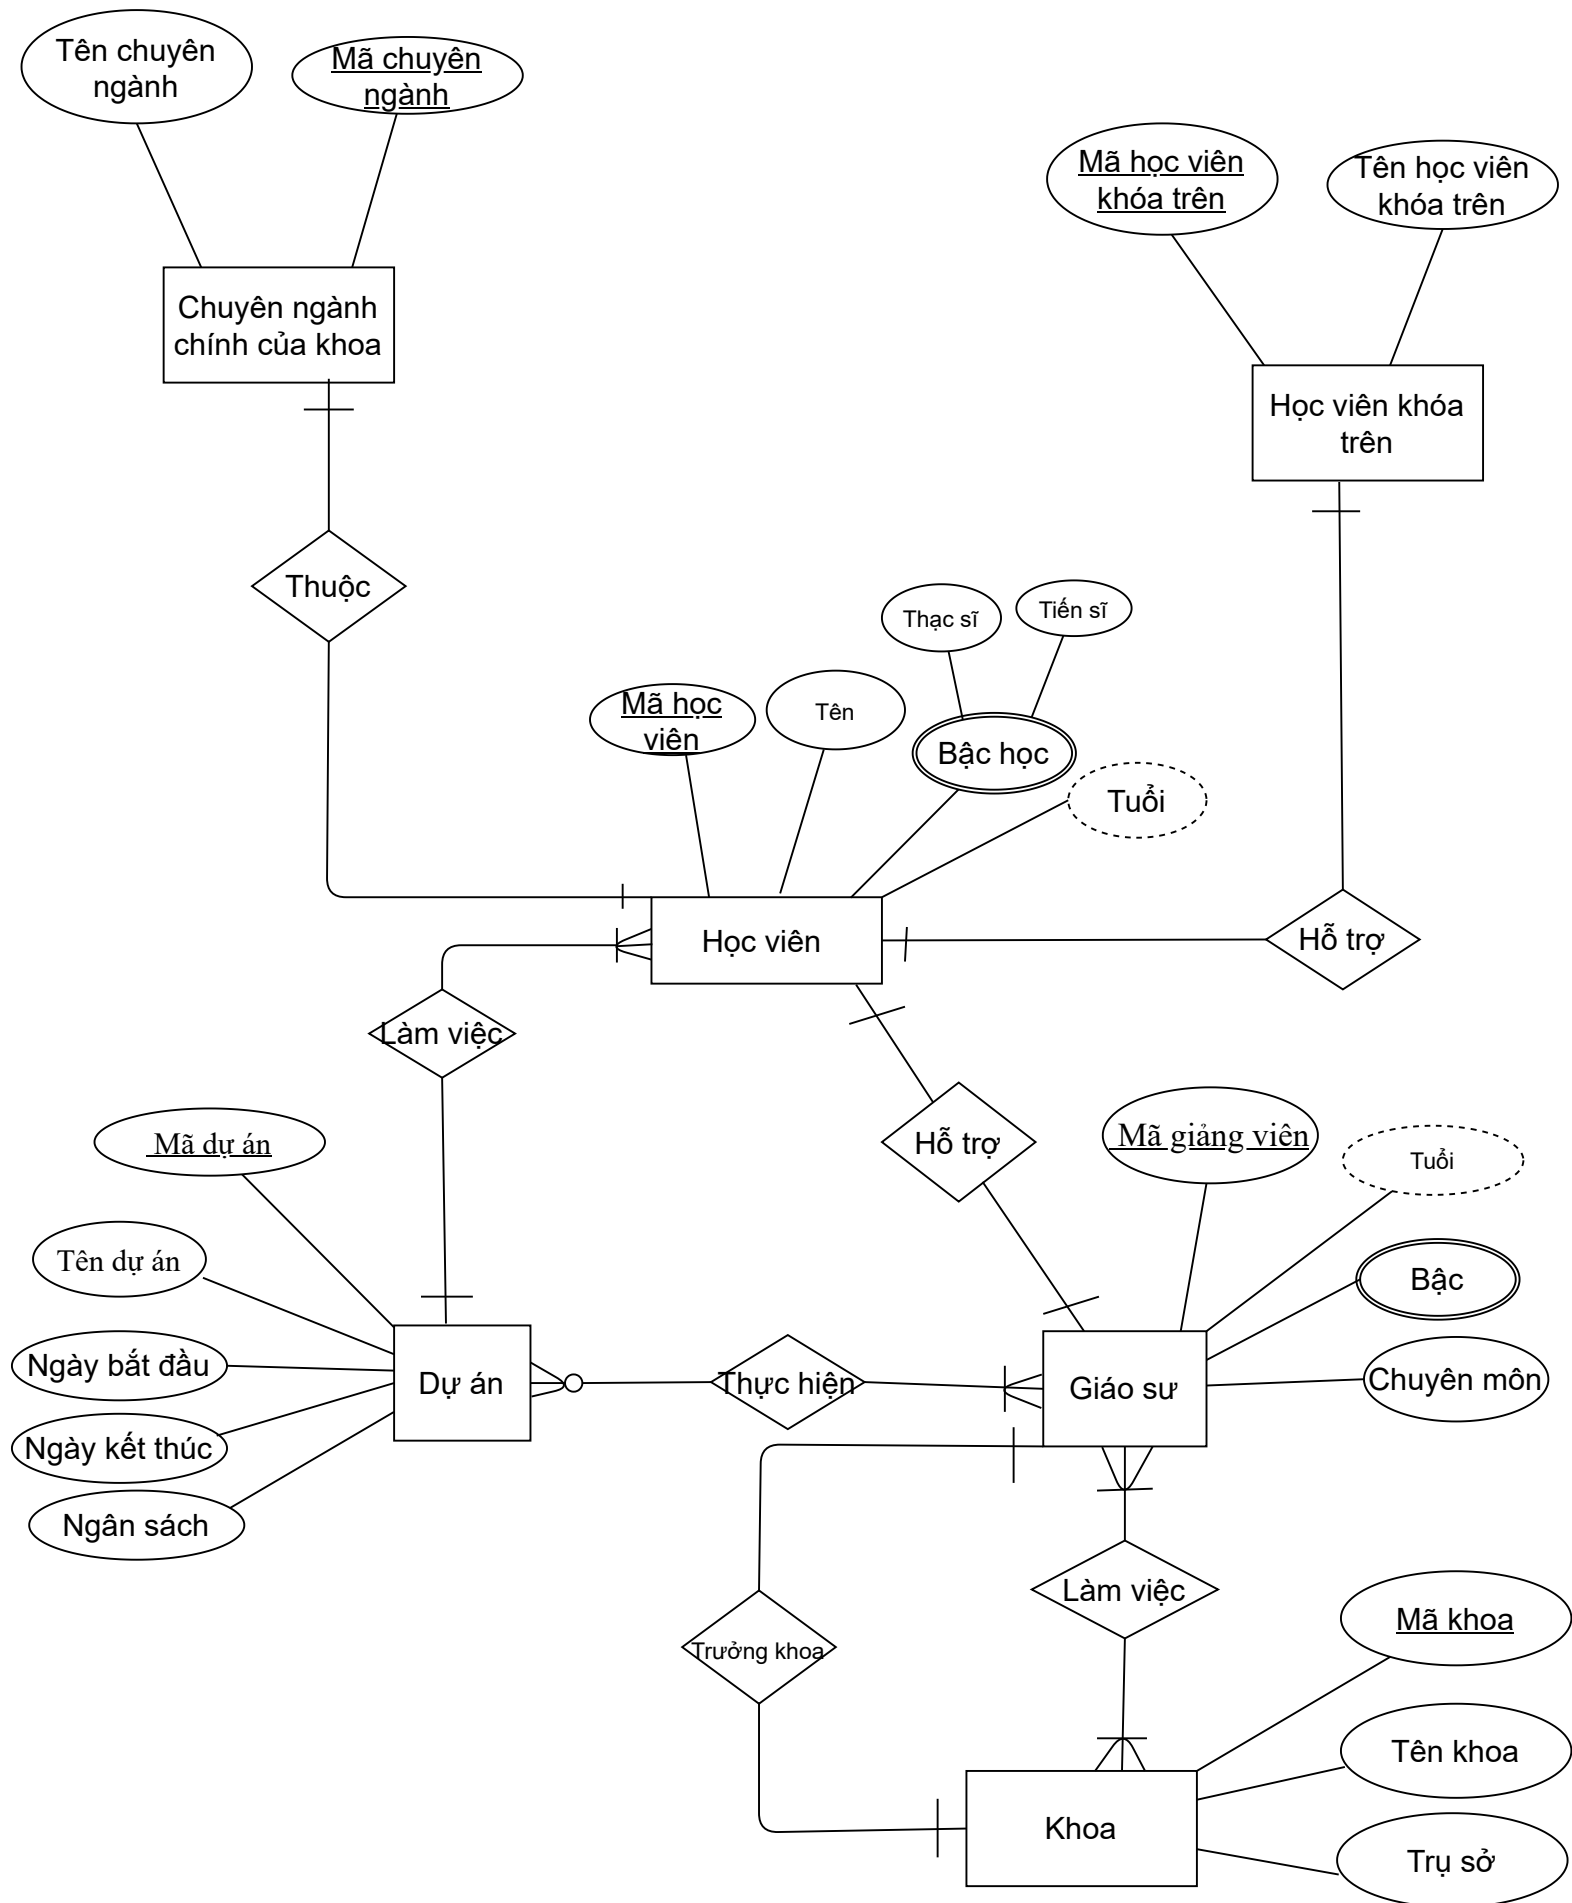 Tên chuyên
ngành
Mã chuyên
ngành
Mã học viên
khóa trên
Tên học viên
khóa trên
Chuyên ngành
chính của khoa
Học viên khóa
trên
Thuộc
Thạc sĩ
Tiến sĩ
Mã học
viên
Tên
Bậc học
Tuổi
Học viên
Hỗ trợ
Làm việc
Hỗ trợ
Mã giảng viên
Tuổi
Mã dự án
Tên dự án
Bậc
Ngày bắt đầu
Dự án
Thực hiện
Giáo sư
Chuyên môn
Ngày kết thúc
Ngân sách
Làm việc
Mã khoa
Trưởng khoa
Tên khoa
Khoa
Trụ sở